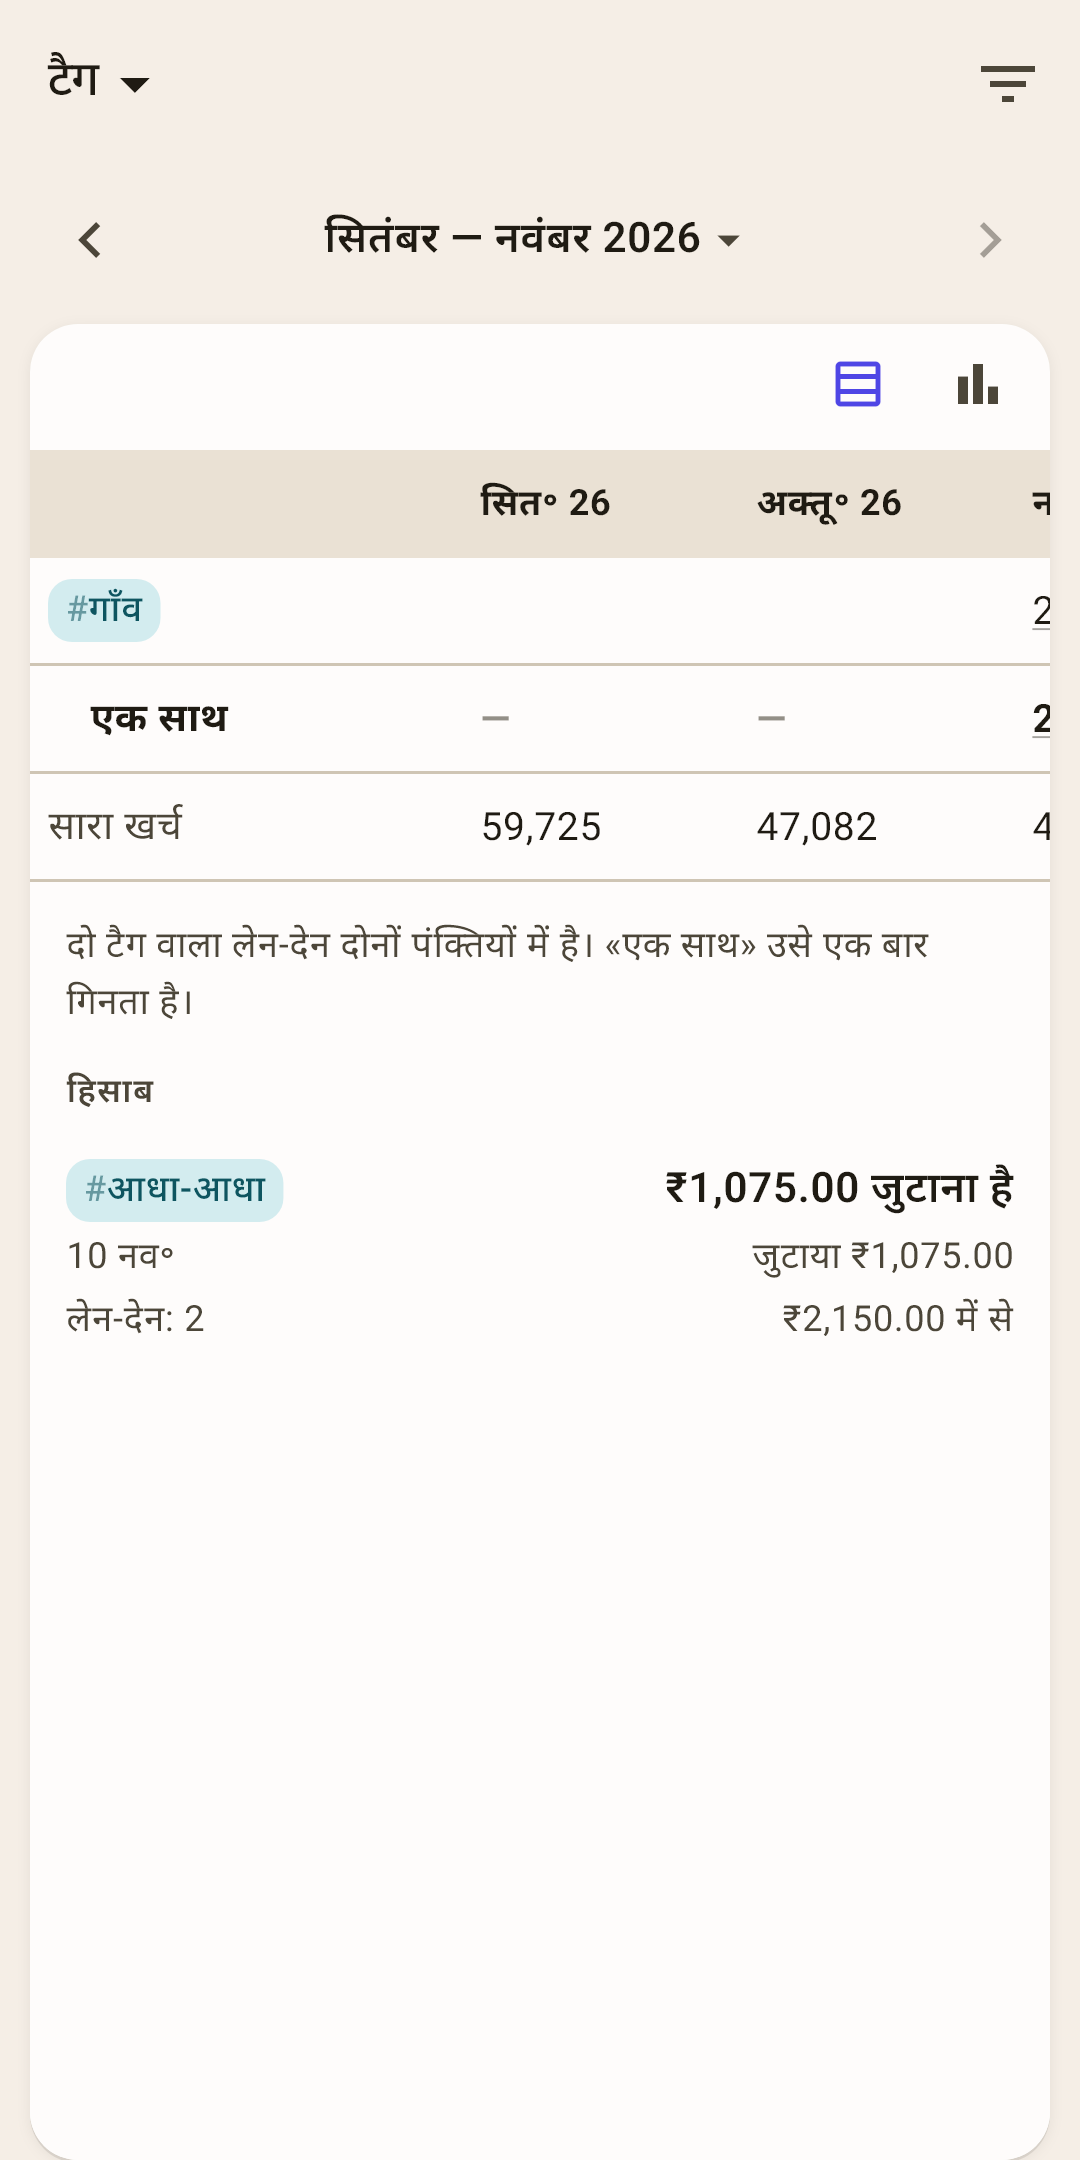 टैग
सितंबर — नवंबर 2026
सित॰ 26 अक्तू॰ 26
#गाँव
एक साथ — —
सारा खर्च 59,725 47,082
दो टैग वाला लेन-देन दोनों पंक्तियों में है। «एक साथ» उसे एक बार
गिनता है।
हिसाब
#आधा-आधा ₹1,075.00 जुटाना है
10 नव॰ जुटाया ₹1,075.00
लेन-देन: 2 ₹2,150.00 में से